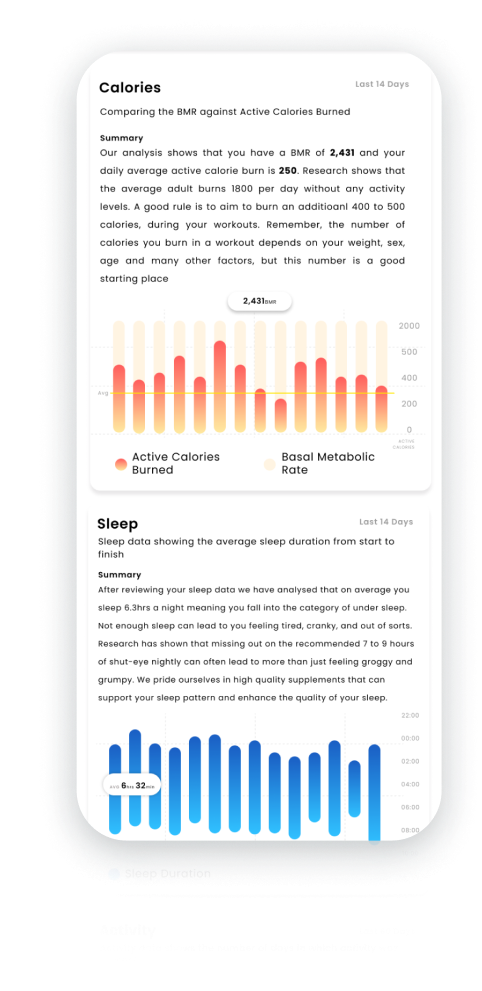 Calories
Last 14 Days
Comparing the BMR against Active Calories Burned
Summary
Our analysis shows that you have a BMR of 2,431 and your
daily average active calorie burn is 250. Research shows that
the average adult burns 1800 per day without any activity
levels. A good rule is to aim to burn an additioanl 400 to 500
calories, during your workouts. Remember, the number of
calories you burn in a workout depends on your weight, sex,
age and many other factors, but this number is a good
starting place
2,431BMR
2000
500
400
Avg
200
0
ACTIVE
CALORIES
Active Calories
Burned
Basal Metabolic
Rate
Sleep
Last 14 Days
Sleep data showing the average sleep duration from start to
finish
Summary
After reviewing your sleep data we have analysed that on average you
sleep 6.3hrs a night meaning you fall into the category of under sleep.
Not enough sleep can lead to you feeling tired, cranky, and out of sorts.
Research has shown that missing out on the recommended 7 to 9 hours
of shut-eye nightly can often lead to more than just feeling groggy and
grumpy. We pride ourselves in high quality supplements that can
support your sleep pattern and enhance the quality of your sleep.
22:00
00:00
02:00
AVG 6hrs 32min
04:00
06:00
08:00
Sleep Duration